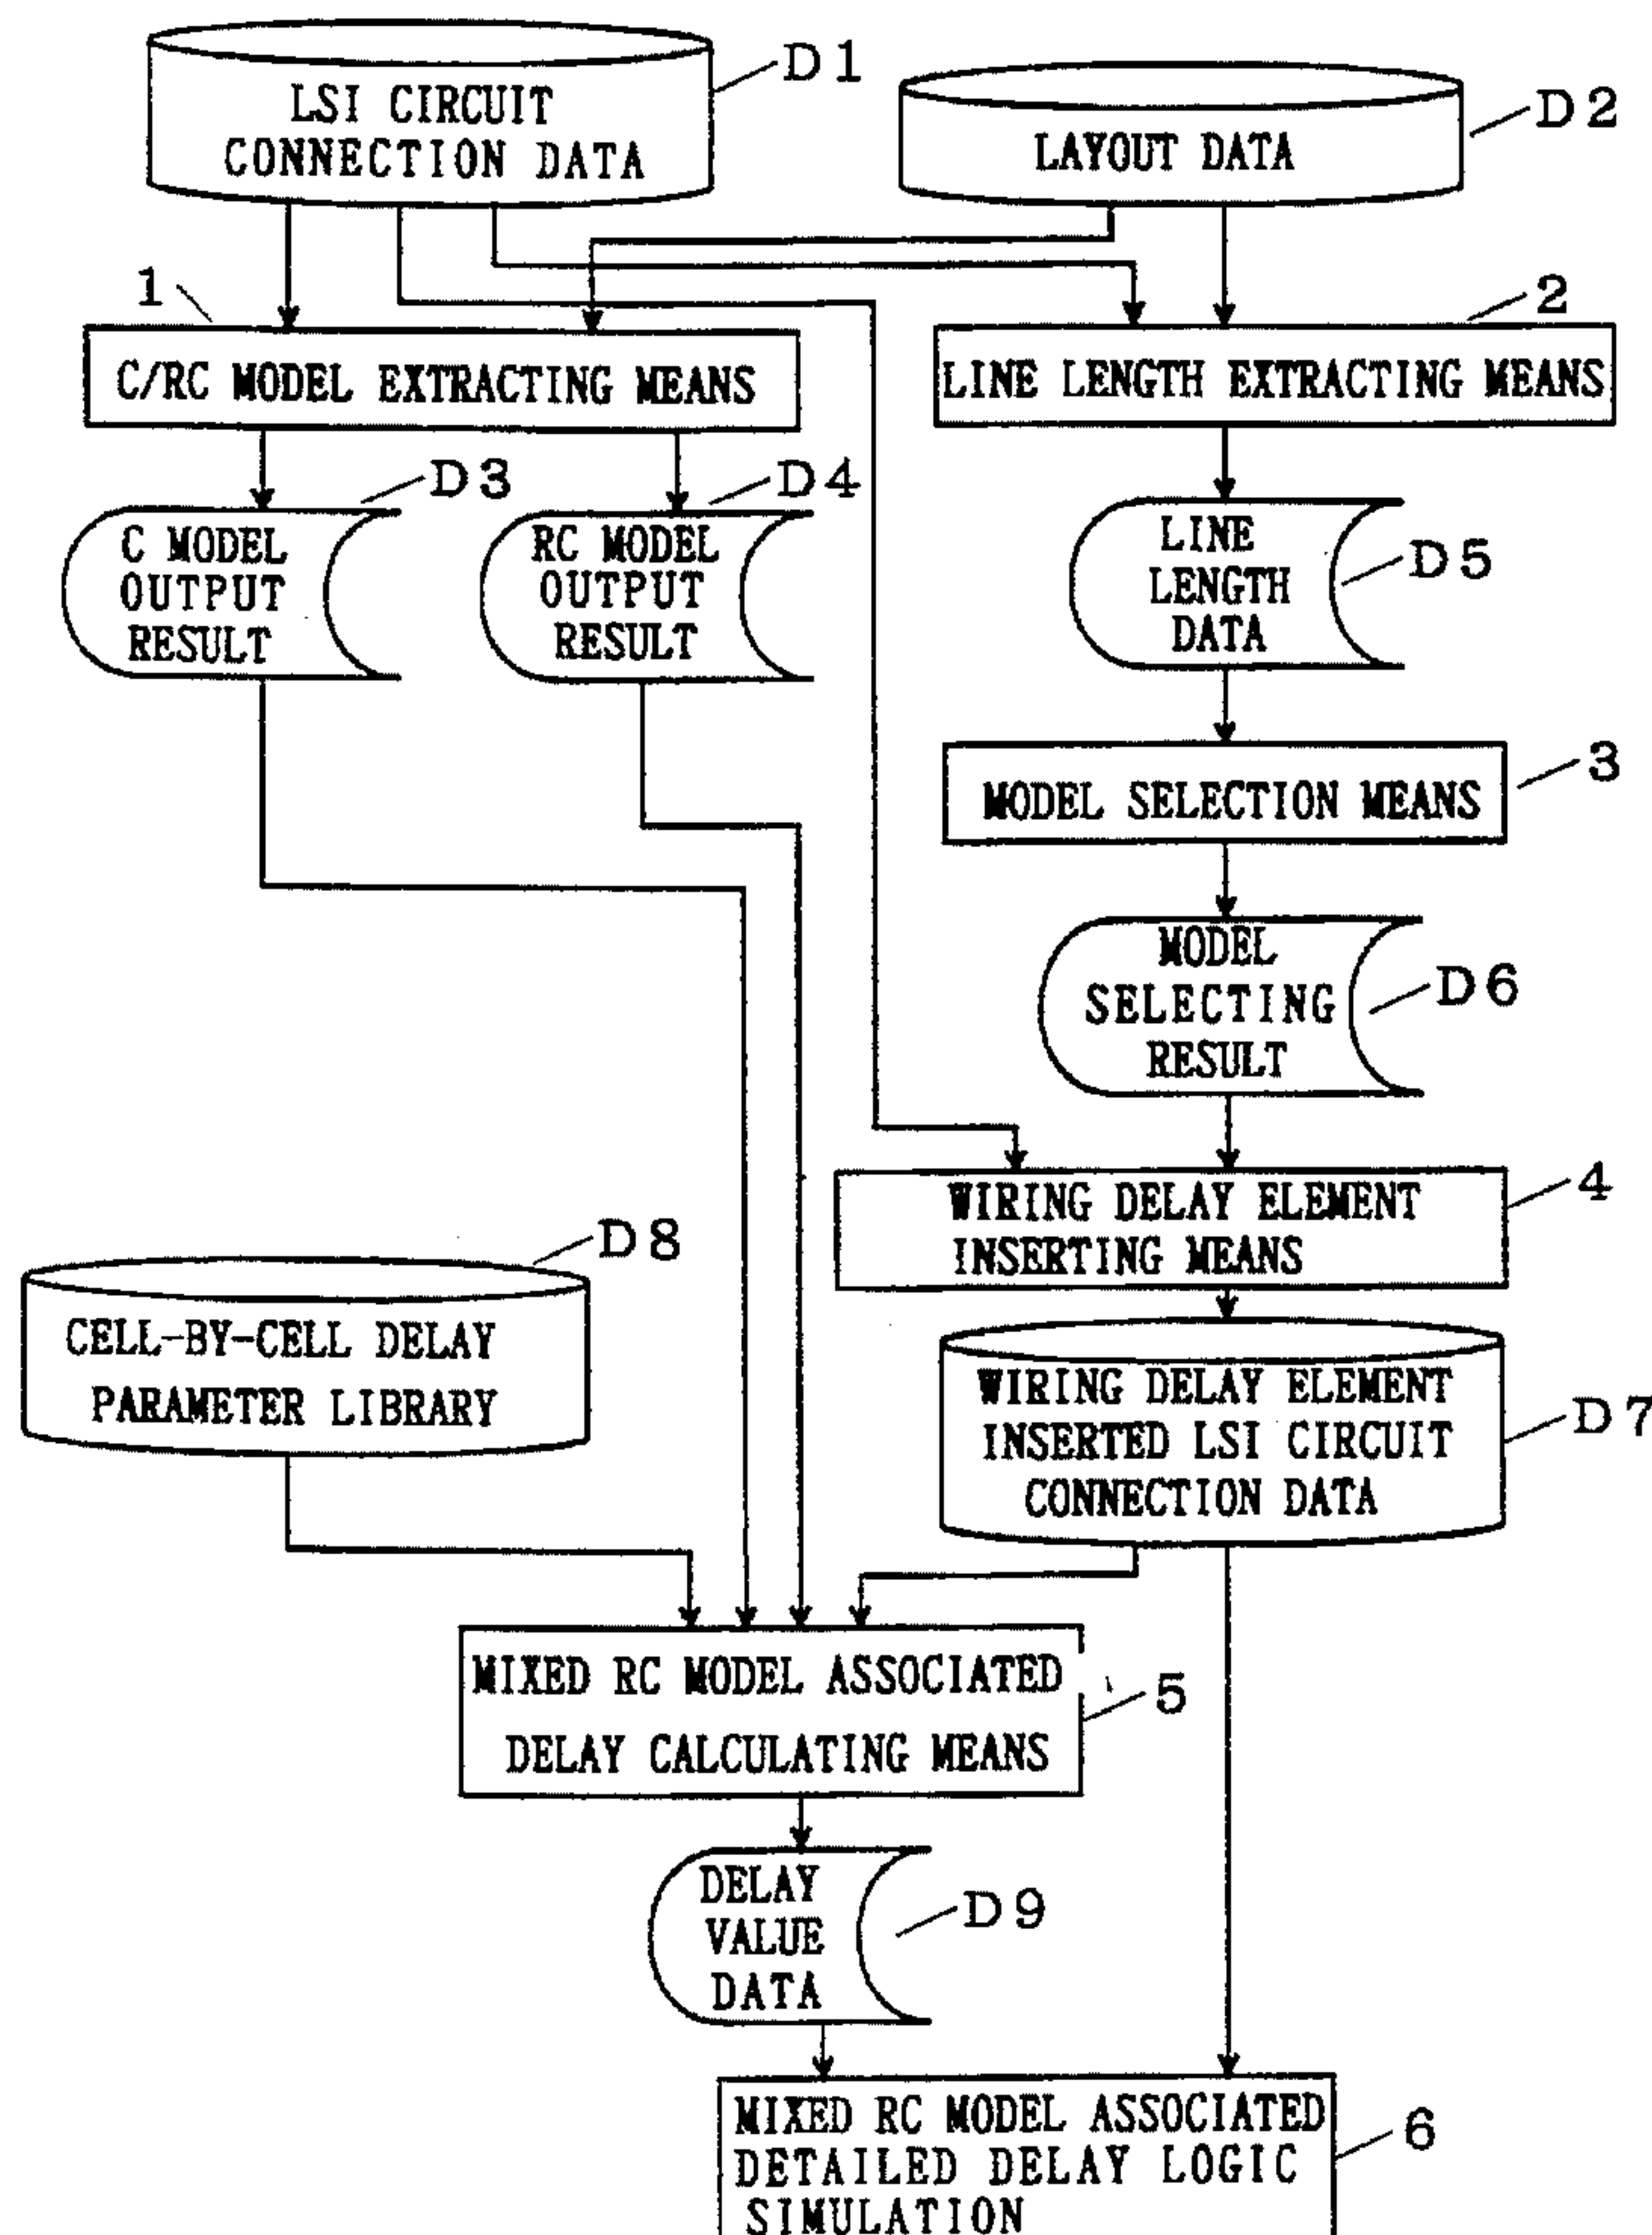 LSI CIRCUIT
CONNECTION DATA
D1
LAYOUT DATA
D2
1
C/RC MODEL EXTRACTING MEANS
2
LINE LENGTH EXTRACTING MEANS
D3
C MODEL
OUTPUT
RESULT
D4
RC MODEL
OUTPUT
RESULT
LINE
LENGTH
DATA
D5
MODEL SELECTION MEANS
3
MODEL
SELECTING
RESULT
D6
WIRING DELAY ELEMENT
INSERTING MEANS
4
D8
CELL-BY-CELL DELAY
PARAMETER LIBRARY
WIRING DELAY ELEMENT
INSERTED LSI CIRCUIT
CONNECTION DATA
D7
MIXED RC MODEL ASSOCIATED
DELAY CALCULATING MEANS
5
DELAY
VALUE
DATA
D9
MIXED RC MODEL ASSOCIATED
DETAILED DELAY LOGIC
SIMULATION
6